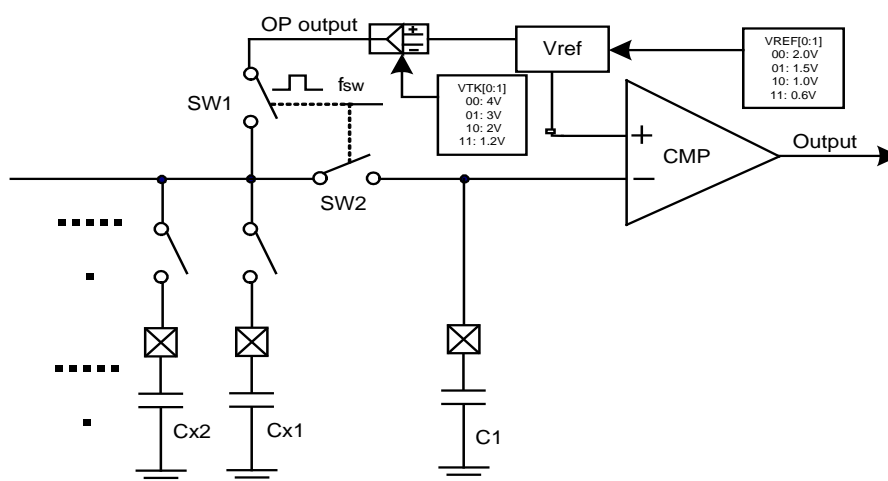 OP output
Vref
VREF[0:1]
00: 2.0V
01: 1.5V
10: 1.0V
11: 0.6V
SW1
fsw
VTK[0:1]
00: 4V
01: 3V
10: 2V
11: 1.2V
+
−
+
CMP
−
Output
SW2
Cx2
Cx1
C1